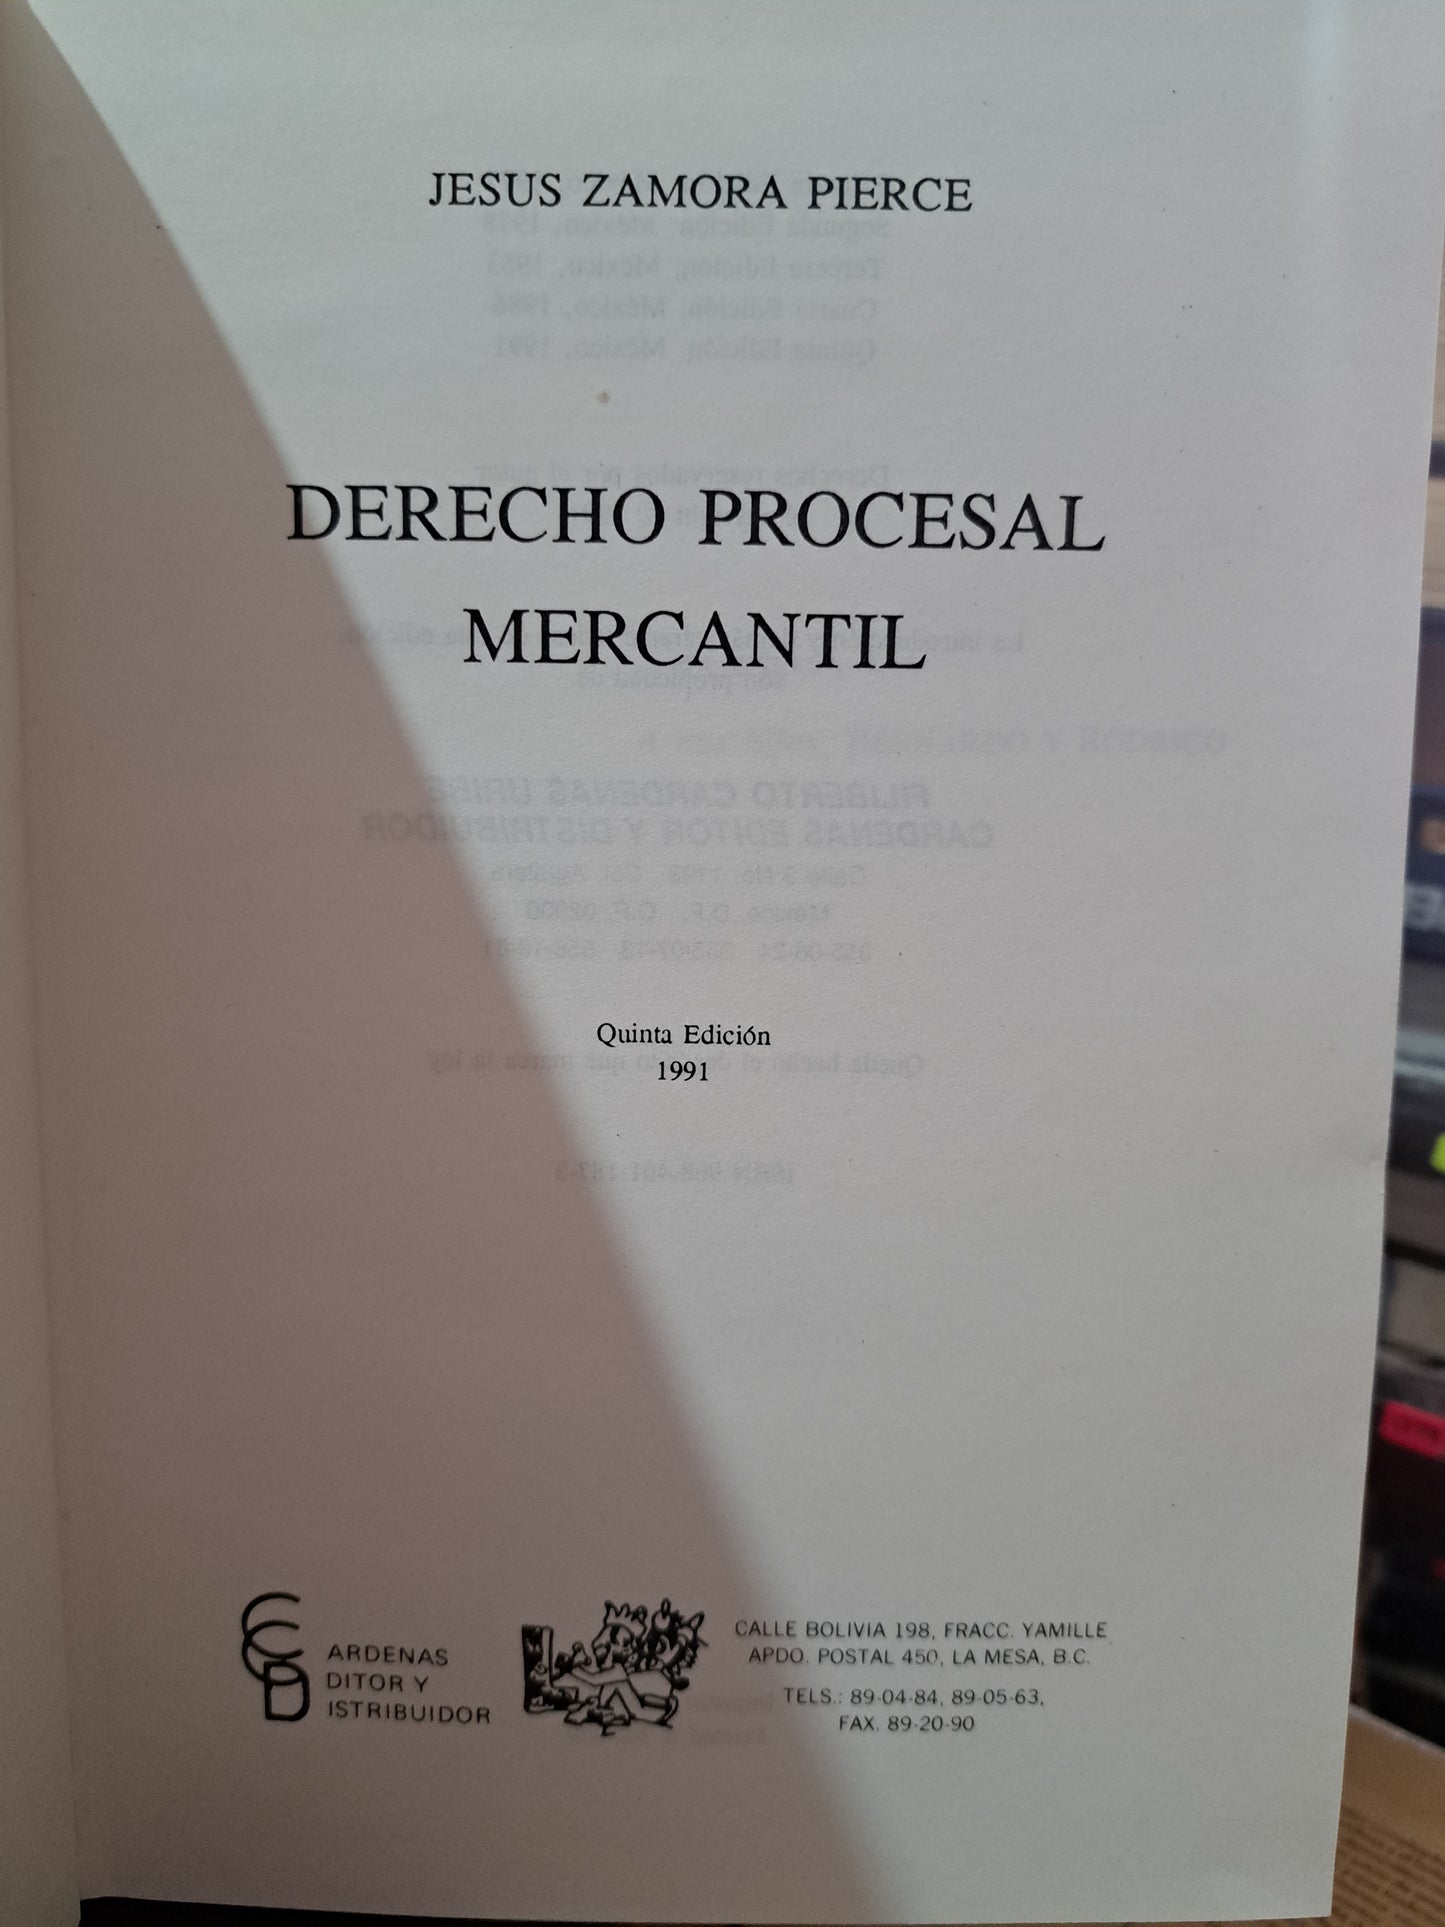 JESUS ZAMORA PIERCE
DERECHO PROCESAL
MERCANTIL
Quinta Edición
1991
CARDENAS
EDITOR Y
DISTRIBUIDOR
CALLE BOLIVIA 198, FRACC. YAMILLE
APDO. POSTAL 450, LA MESA, B.C.
TELS.: 89-04-84, 89-05-63,
FAX. 89-20-90